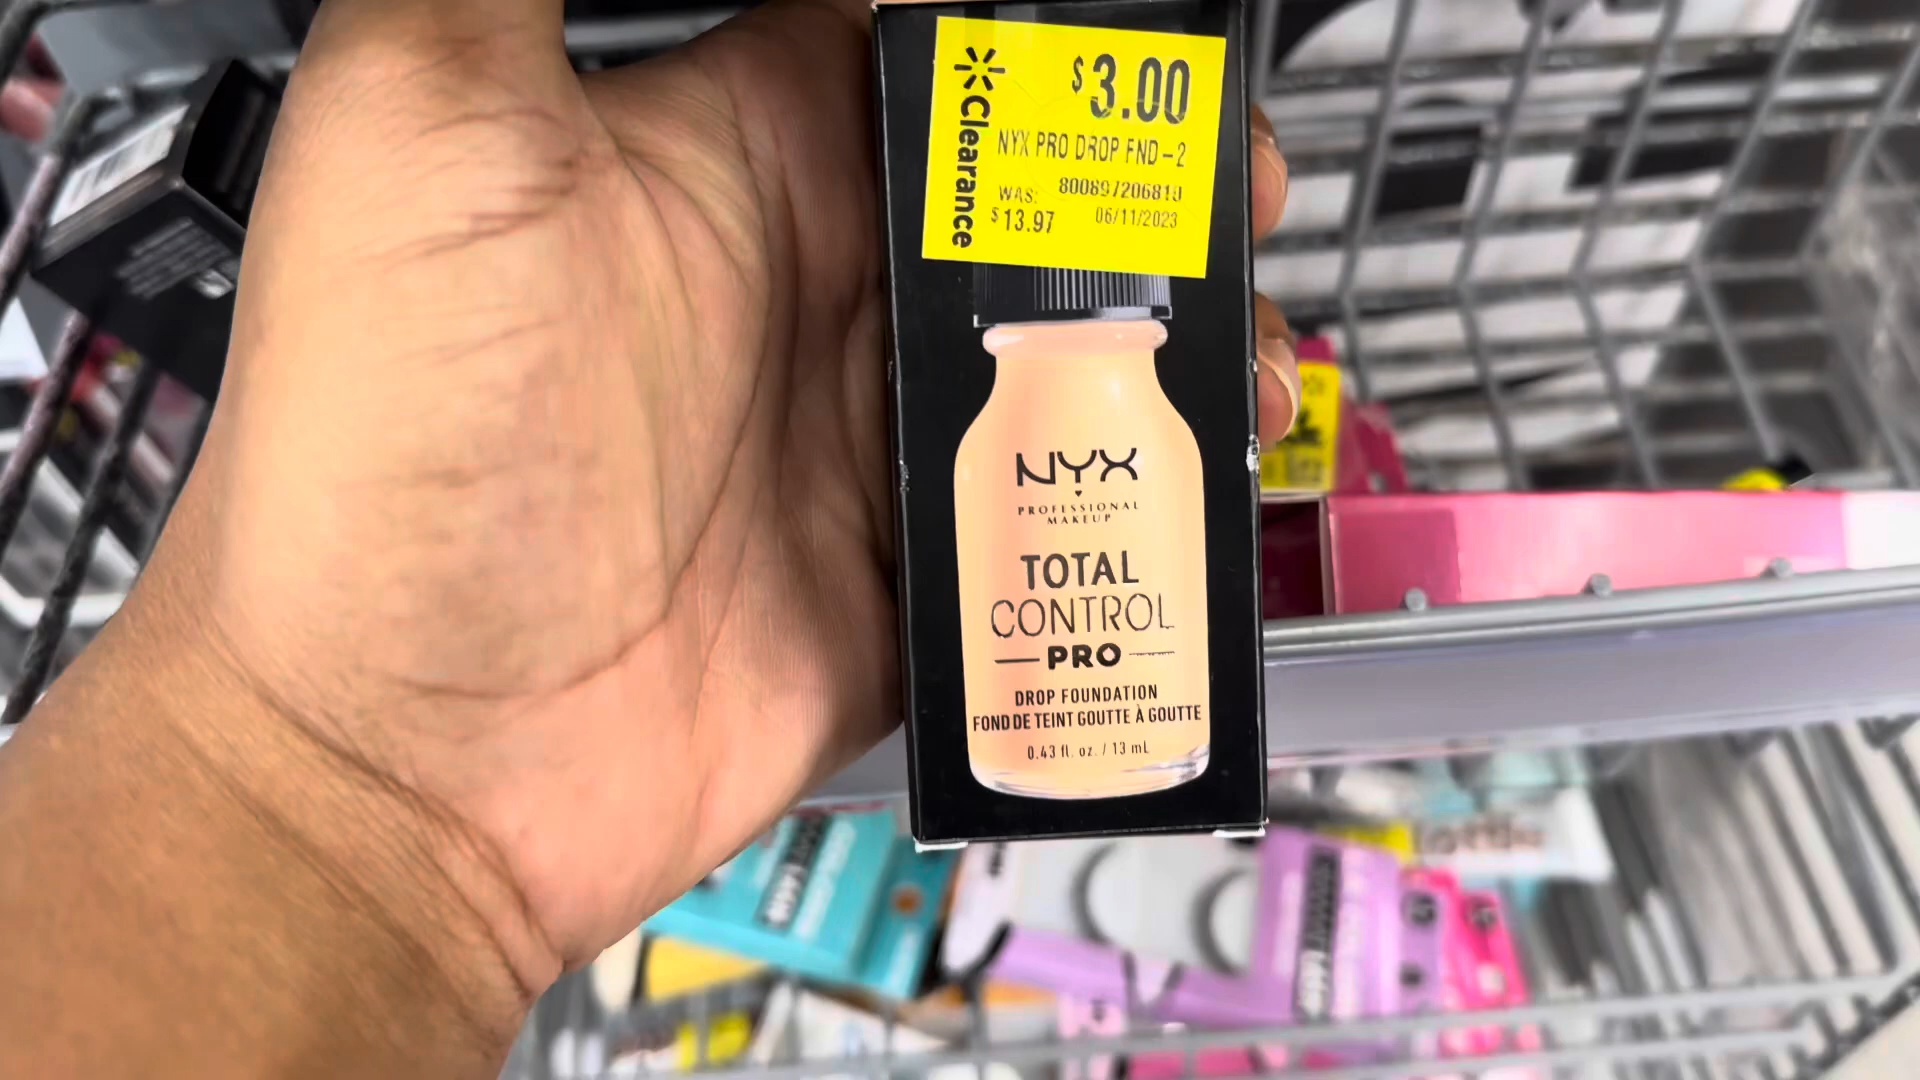 $3.00
NYX PRO DROP FND-2
WAS: 800897206810
$13.97 06/11/2023
Clearance
NYX
PROFESSIONAL
MAKEUP
TOTAL
CONTROL
PRO
DROP FOUNDATION
FOND DE TEINT GOUTTE À GOUTTE
0.43 fl. oz. / 13 mL